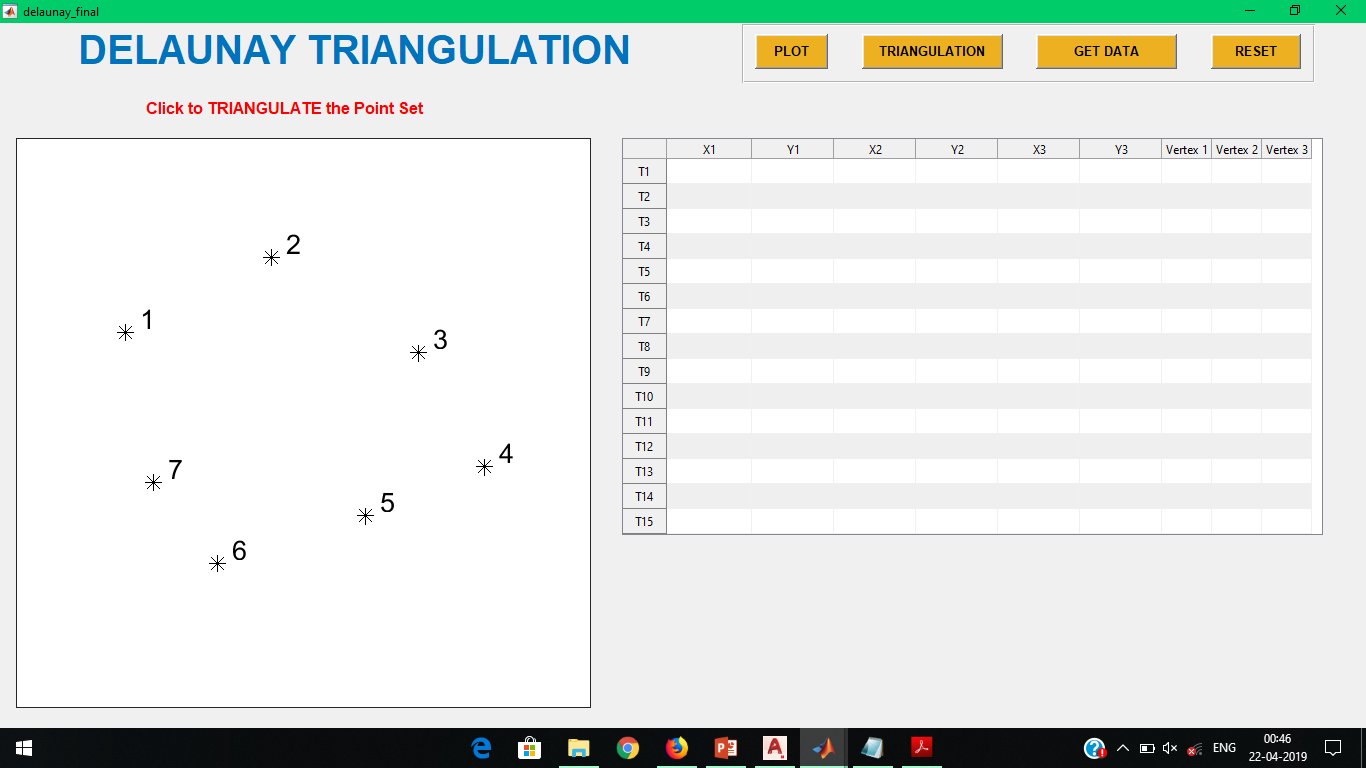 delaunay_final
DELAUNAY TRIANGULATION
PLOT TRIANGULATION GET DATA RESET
Click to TRIANGULATE the Point Set
X1 Y1 X2 Y2 X3 Y3 Vertex 1 Vertex 2 Vertex 3
T1
T2
T3
T4
T5
T6
T7
T8
T9
T10
T11
T12
T13
T14
T15
2
1
3
4
7
5
6
ENG
00:46
22-04-2019